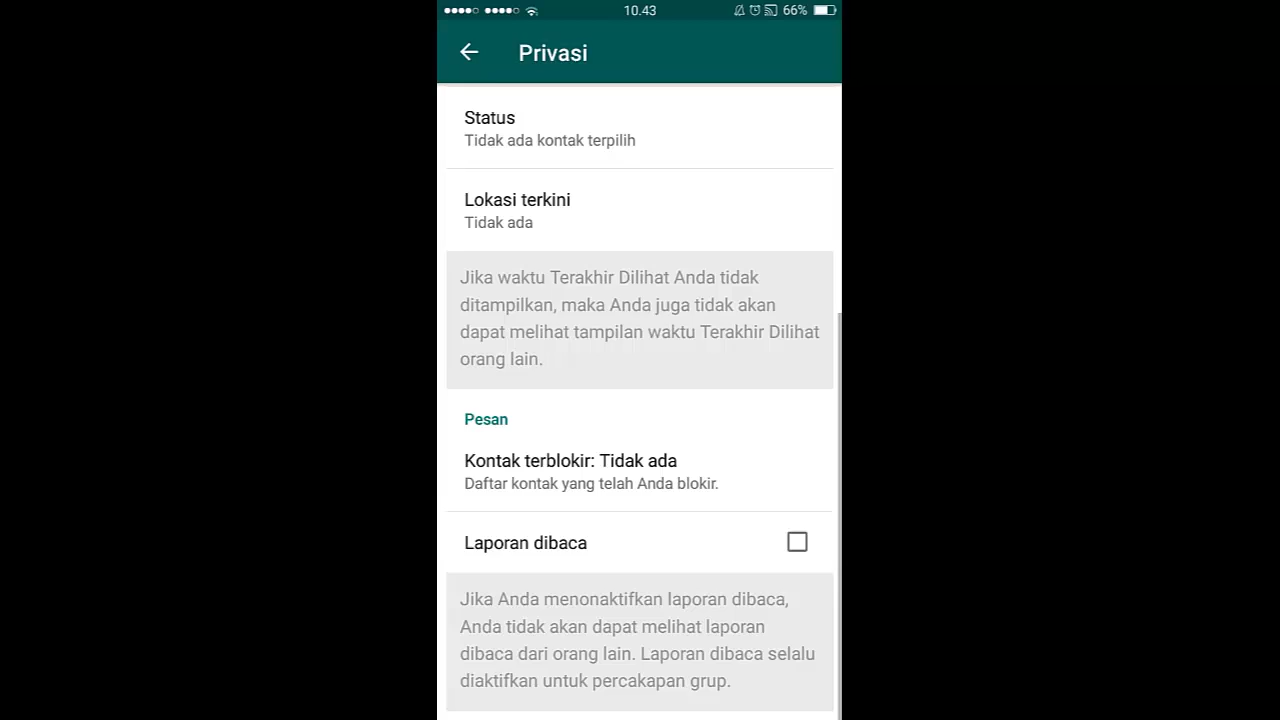 10.43
66%
Privasi
Status
Tidak ada kontak terpilih
Lokasi terkini
Tidak ada
Jika waktu Terakhir Dilihat Anda tidak
ditampilkan, maka Anda juga tidak akan
dapat melihat tampilan waktu Terakhir Dilihat
orang lain.
Pesan
Kontak terblokir: Tidak ada
Daftar kontak yang telah Anda blokir.
Laporan dibaca
Jika Anda menonaktifkan laporan dibaca,
Anda tidak akan dapat melihat laporan
dibaca dari orang lain. Laporan dibaca selalu
diaktifkan untuk percakapan grup.